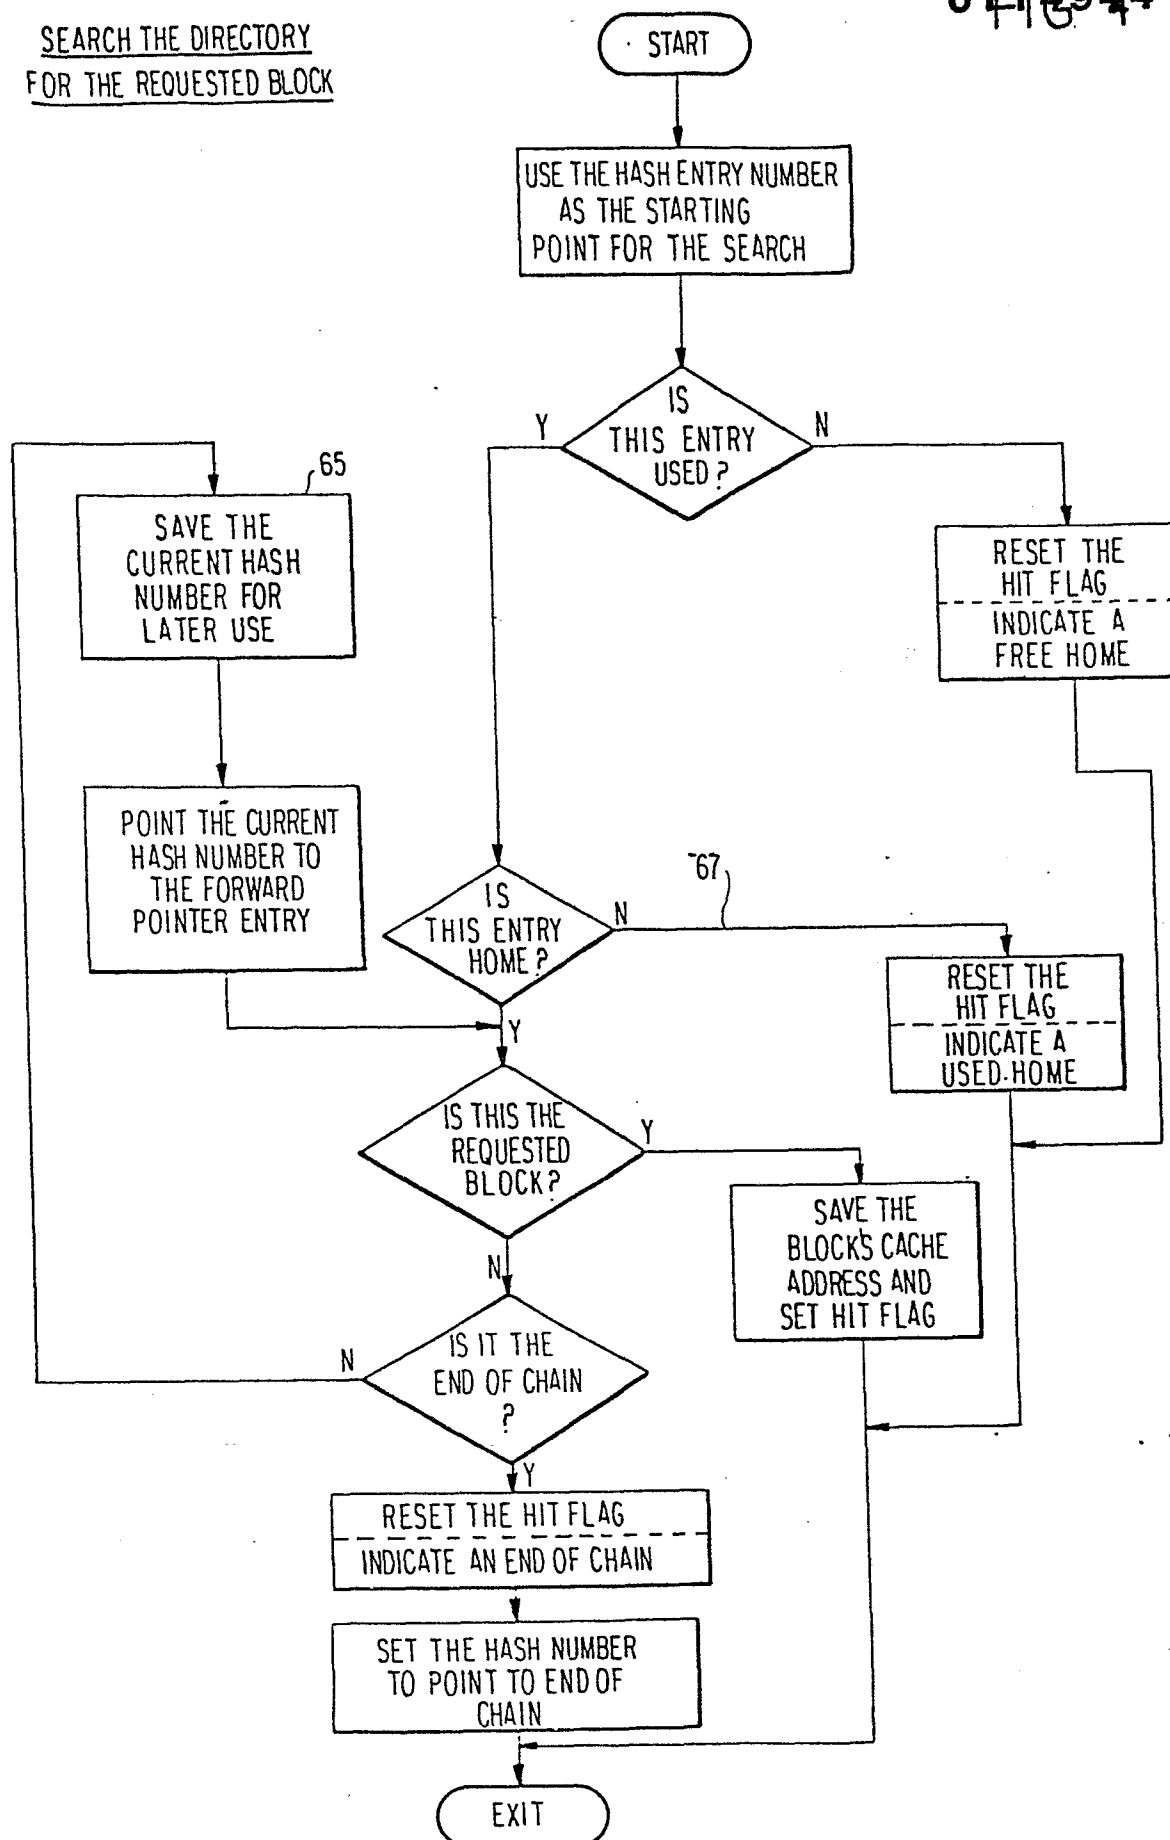 SEARCH THE DIRECTORY
FOR THE REQUESTED BLOCK
START
USE THE HASH ENTRY NUMBER
AS THE STARTING
POINT FOR THE SEARCH
IS
THIS ENTRY
USED?
Y
N
65
SAVE THE
CURRENT HASH
NUMBER FOR
LATER USE
RESET THE
HIT FLAG
INDICATE A
FREE HOME
POINT THE CURRENT
HASH NUMBER TO
THE FORWARD
POINTER ENTRY
IS
THIS ENTRY
HOME?
N
67
Y
RESET THE
HIT FLAG
INDICATE A
USED HOME
IS THIS THE
REQUESTED
BLOCK?
Y
N
SAVE THE
BLOCK'S CACHE
ADDRESS AND
SET HIT FLAG
IS IT THE
END OF CHAIN
?
N
Y
RESET THE HIT FLAG
INDICATE AN END OF CHAIN
SET THE HASH NUMBER
TO POINT TO END OF
CHAIN
EXIT